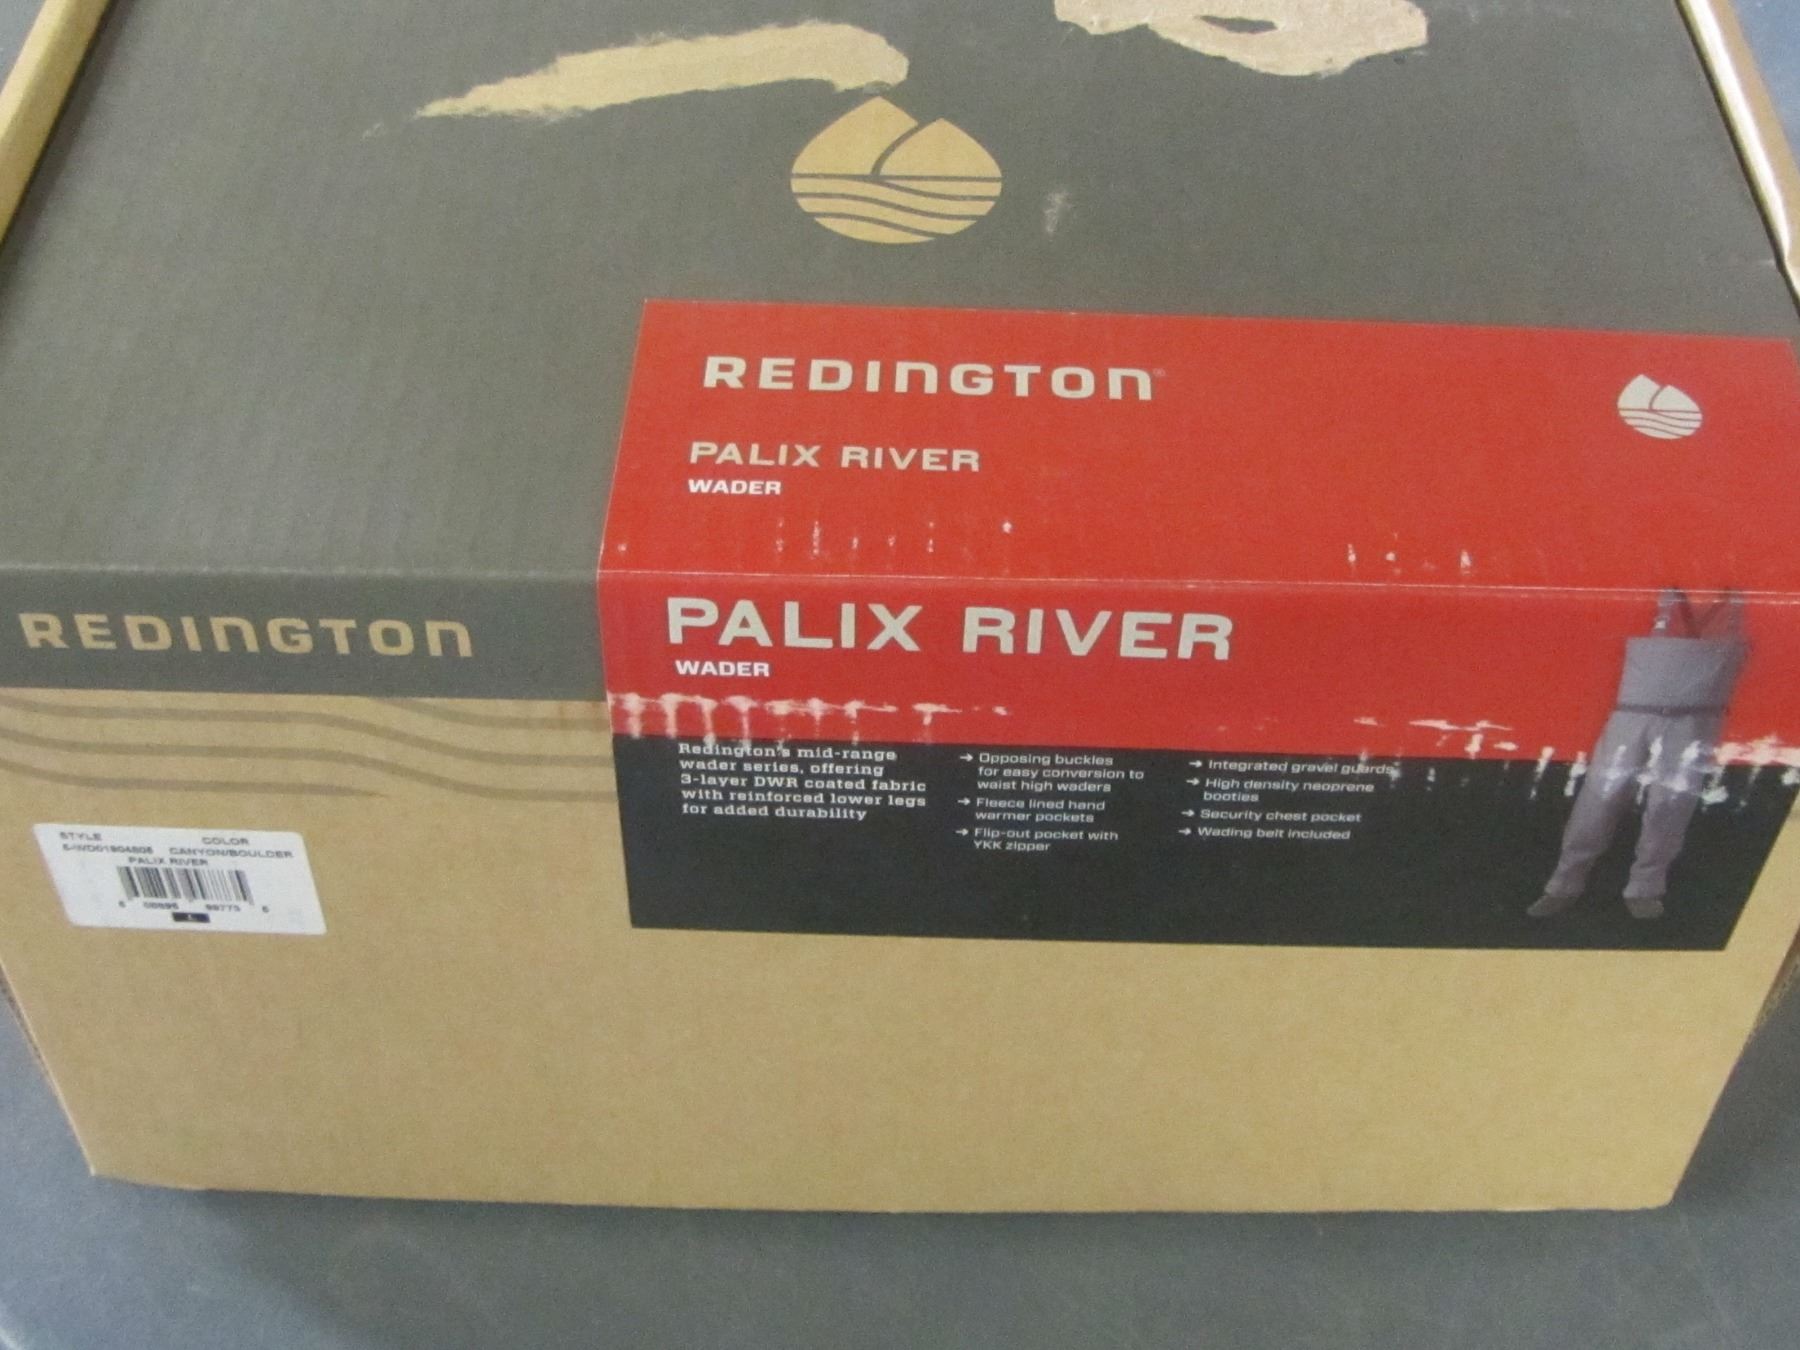 REDINGTON
PALIX RIVER
WADER
REDINGTON
PALIX RIVER
WADER
Redington's mid-range
wader series, offering
3-layer DWR coated fabric
with reinforced lower legs
for added durability
→ Opposing buckles
for easy conversion to
waist high waders
→ Fleece lined hand
warmer pockets
→ Flip-out pocket with
YKK zipper
→ Integrated gravel guards
→ High density neoprene
booties
→ Security chest pocket
→ Wading belt included
STYLE COLOR
CANYON/BOULDER
PALIX RIVER
L